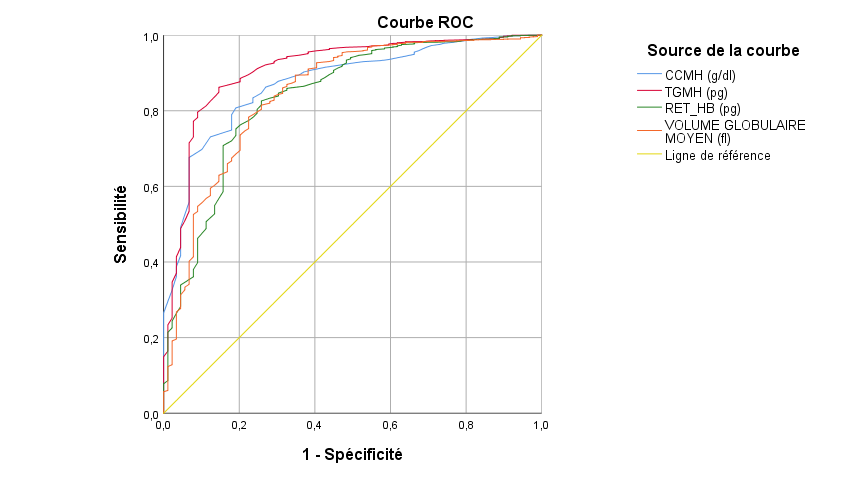 Courbe ROC
Source de la courbe
CCMH (g/dl)
TGMH (pg)
RET_HB (pg)
VOLUME GLOBULAIRE
MOYEN (fl)
Ligne de référence
Sensibilité
1,0
0,8
0,6
0,4
0,2
0,0
0,0 0,2 0,4 0,6 0,8 1,0
1 - Spécificité